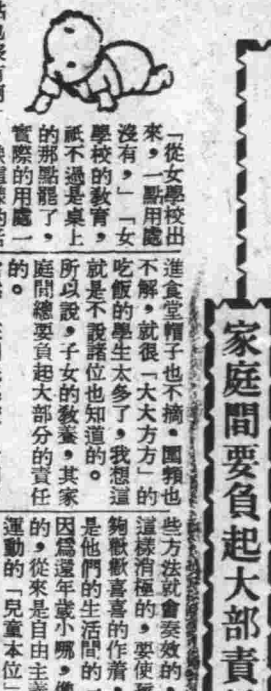 家庭間要負起大部責
「從女學校出
來，一點用處
沒有，」「女
學校的教育，
祇不過是桌上
的那點罷了，
實際的用處一
進食堂帽子也不摘，圍頸也
不解，就很「大大方方」的
吃飯的學生太多了，我想這
就是不說諸位也知道的。
所以說，子女的教養，其家
庭間總要負起大部分的責任
的。
些方法就會奏效的，
這樣消極的，要使
夠歡歡喜喜的作着，
是他們的生活間的
因爲還年歲小哪，
的，從來是自由主義
運動的「兒童本位」